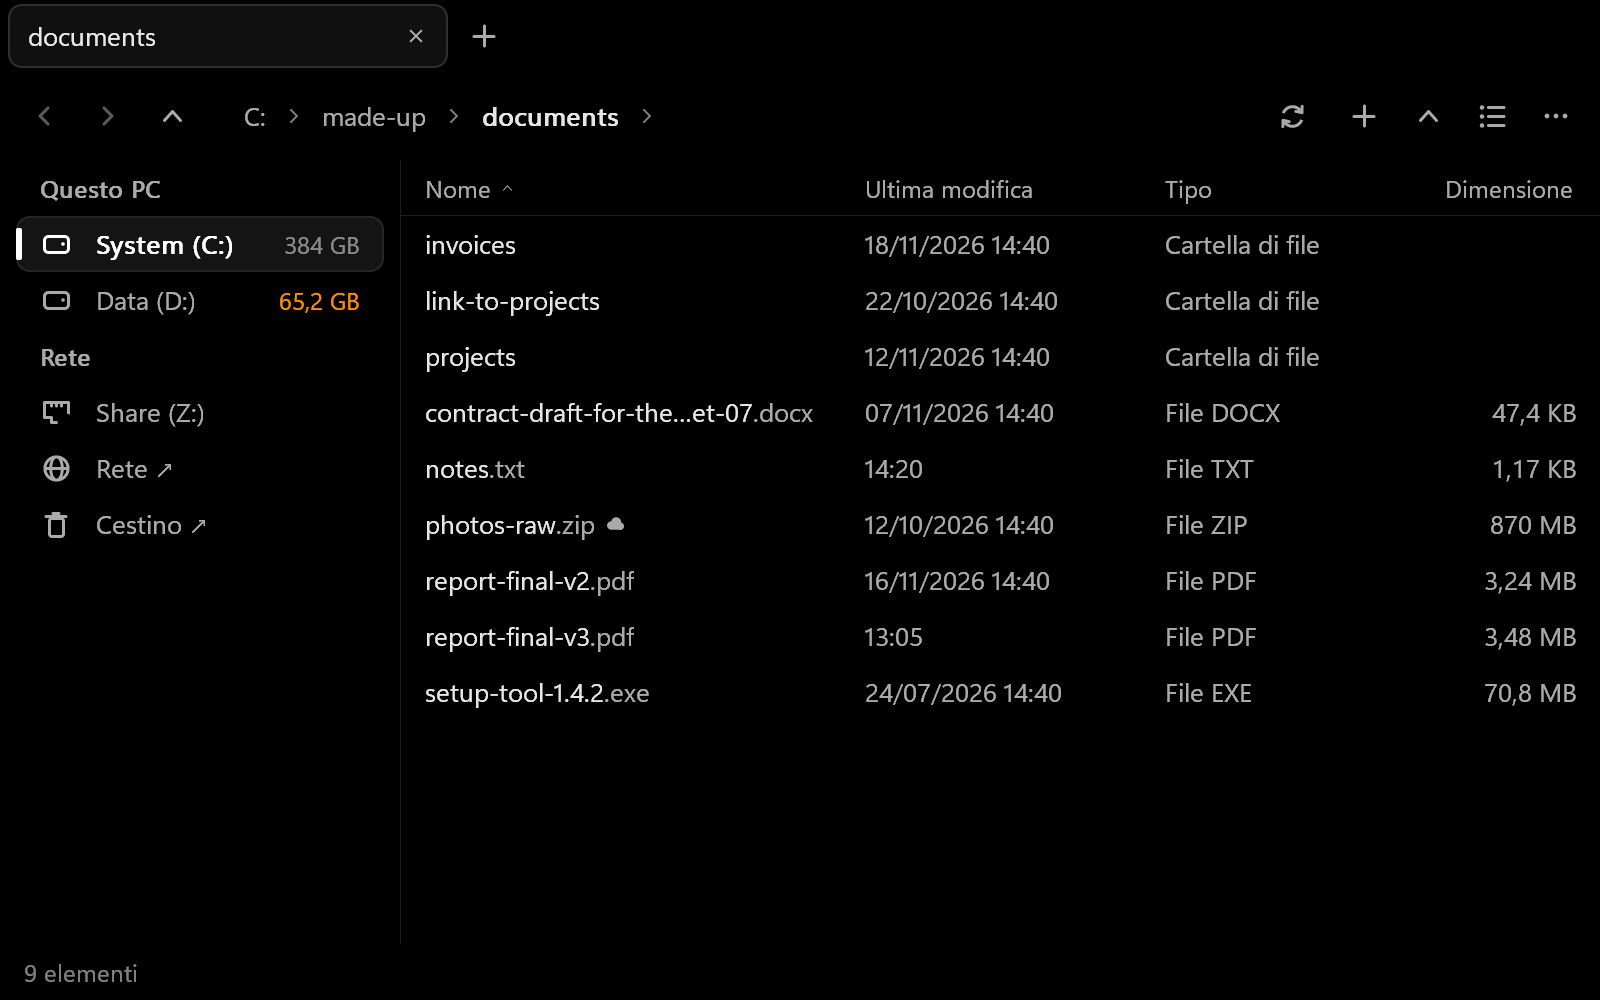 documents
C: made-up documents
Questo PC
System (C:) 384 GB
Data (D:) 65,2 GB
Rete
Share (Z:)
Rete ↗
Cestino ↗
Nome Ultima modifica Tipo Dimensione
invoices 18/11/2026 14:40 Cartella di file
link-to-projects 22/10/2026 14:40 Cartella di file
projects 12/11/2026 14:40 Cartella di file
contract-draft-for-the...et-07.docx 07/11/2026 14:40 File DOCX 47,4 KB
notes.txt 14:20 File TXT 1,17 KB
photos-raw.zip 12/10/2026 14:40 File ZIP 870 MB
report-final-v2.pdf 16/11/2026 14:40 File PDF 3,24 MB
report-final-v3.pdf 13:05 File PDF 3,48 MB
setup-tool-1.4.2.exe 24/07/2026 14:40 File EXE 70,8 MB
9 elementi